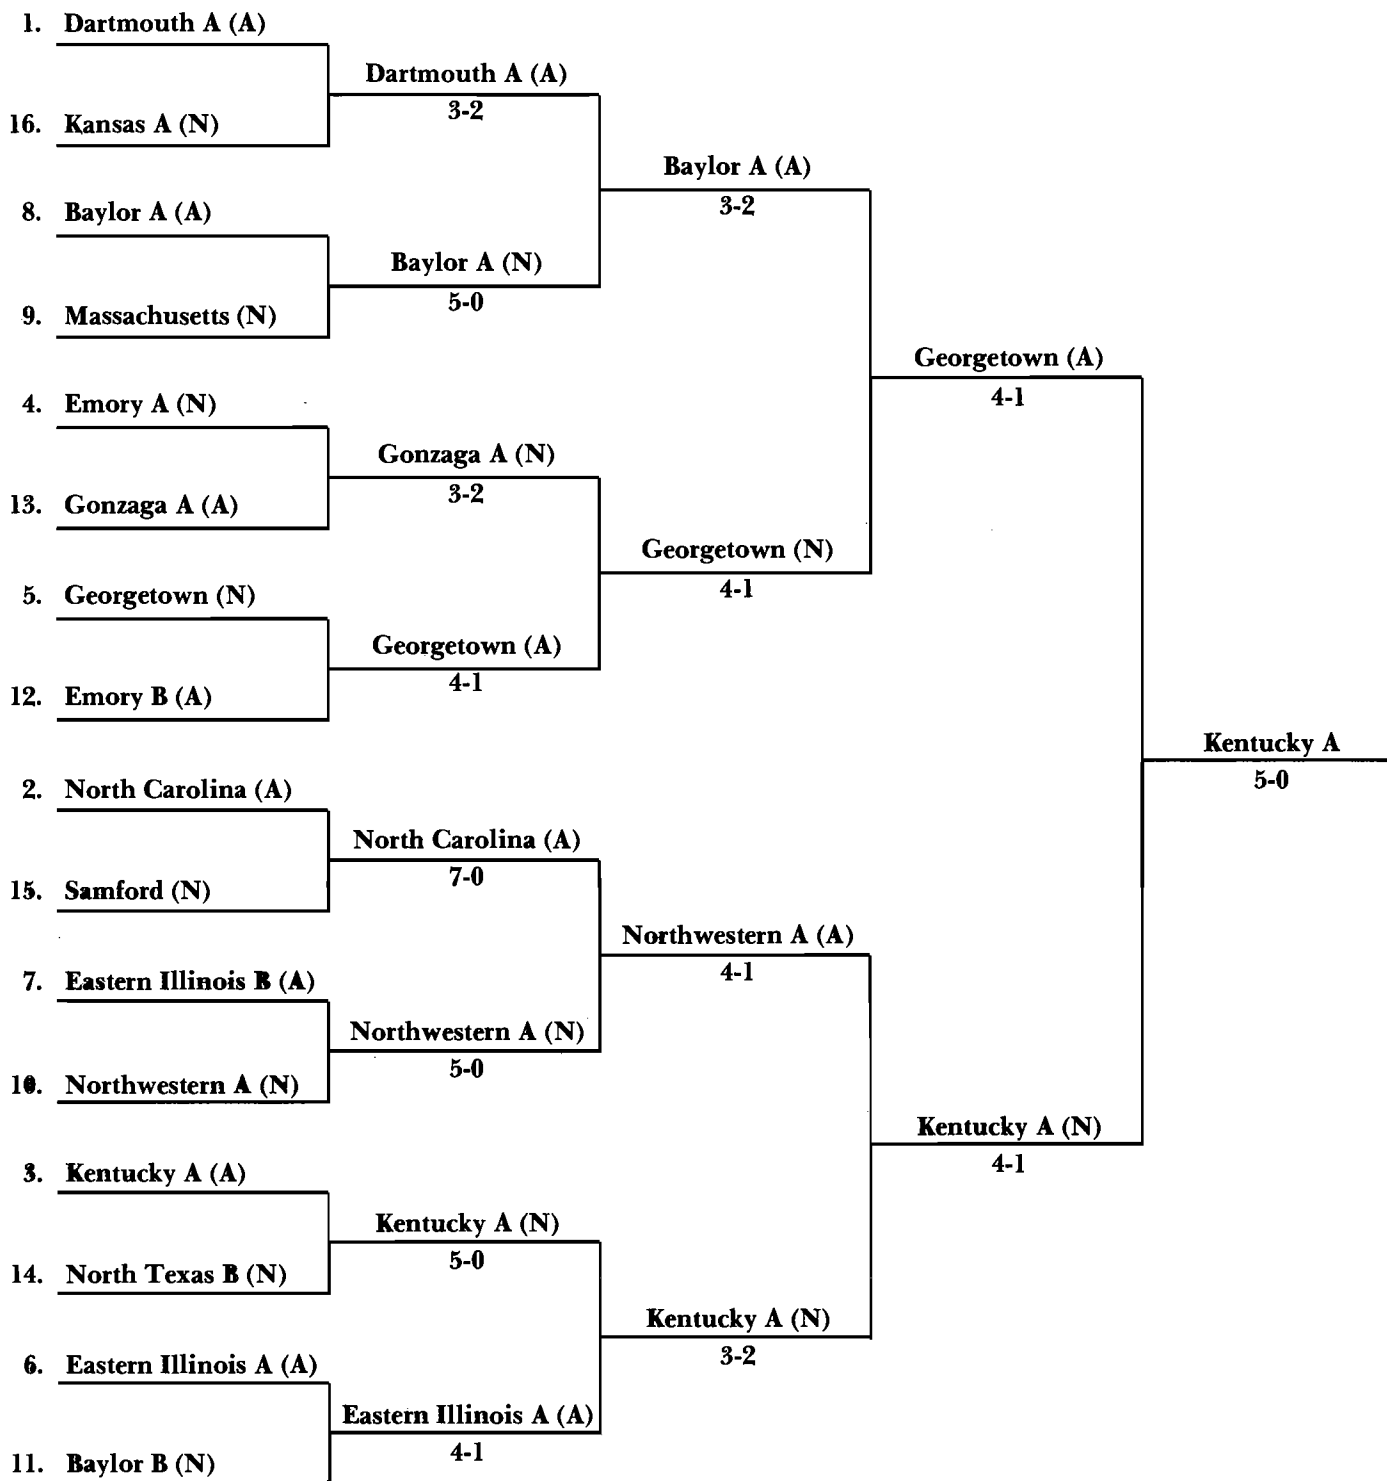 1. Dartmouth A (A)
Dartmouth A (A)
3-2
16. Kansas A (N)
Baylor A (A)
3-2
8. Baylor A (A)
Baylor A (N)
5-0
9. Massachusetts (N)
Georgetown (A)
4-1
4. Emory A (N)
Gonzaga A (N)
3-2
13. Gonzaga A (A)
Georgetown (N)
4-1
5. Georgetown (N)
Georgetown (A)
4-1
12. Emory B (A)
Kentucky A
5-0
2. North Carolina (A)
North Carolina (A)
7-0
15. Samford (N)
Northwestern A (A)
4-1
7. Eastern Illinois B (A)
Northwestern A (N)
5-0
10. Northwestern A (N)
Kentucky A (N)
4-1
3. Kentucky A (A)
Kentucky A (N)
5-0
14. North Texas B (N)
Kentucky A (N)
3-2
6. Eastern Illinois A (A)
Eastern Illinois A (A)
4-1
11. Baylor B (N)